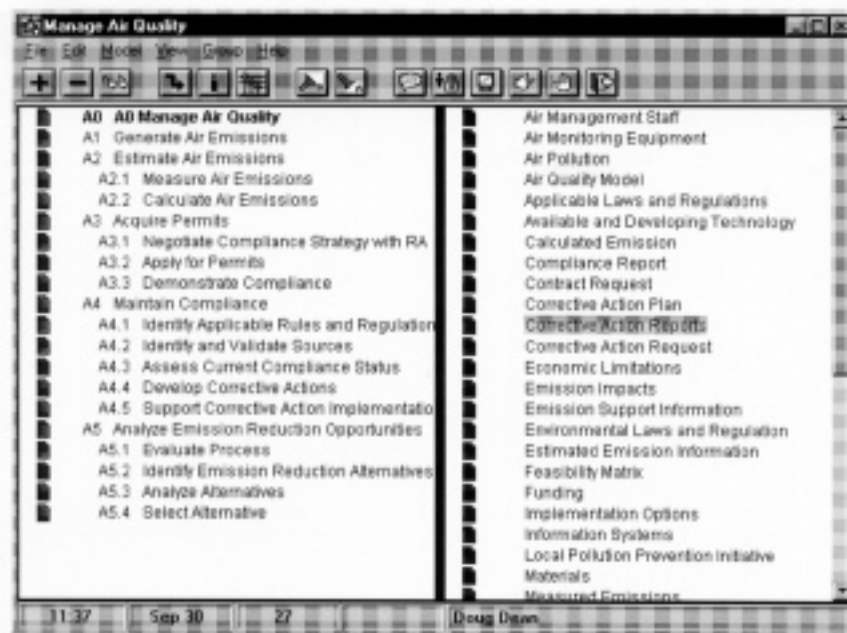 Manage Air Quality
File Edit Model View Group Help
A0 A0 Manage Air Quality
A1 Generate Air Emissions
A2 Estimate Air Emissions
A2.1 Measure Air Emissions
A2.2 Calculate Air Emissions
A3 Acquire Permits
A3.1 Negotiate Compliance Strategy with RA
A3.2 Apply for Permits
A3.3 Demonstrate Compliance
A4 Maintain Compliance
A4.1 Identify Applicable Rules and Regulation
A4.2 Identify and Validate Sources
A4.3 Assess Current Compliance Status
A4.4 Develop Corrective Actions
A4.5 Support Corrective Action Implementatio
A5 Analyze Emission Reduction Opportunities
A5.1 Evaluate Process
A5.2 Identify Emission Reduction Alternatives
A5.3 Analyze Alternatives
A5.4 Select Alternative
Air Management Staff
Air Monitoring Equipment
Air Pollution
Air Quality Model
Applicable Laws and Regulations
Available and Developing Technology
Calculated Emission
Compliance Report
Contract Request
Corrective Action Plan
Corrective Action Reports
Corrective Action Request
Economic Limitations
Emission Impacts
Emission Support Information
Environmental Laws and Regulation
Estimated Emission Information
Feasibility Matrix
Funding
Implementation Options
Information Systems
Local Pollution Prevention Initiative
Materials
Measured Emissions
11:37 Sep 30 27 Doug Dean